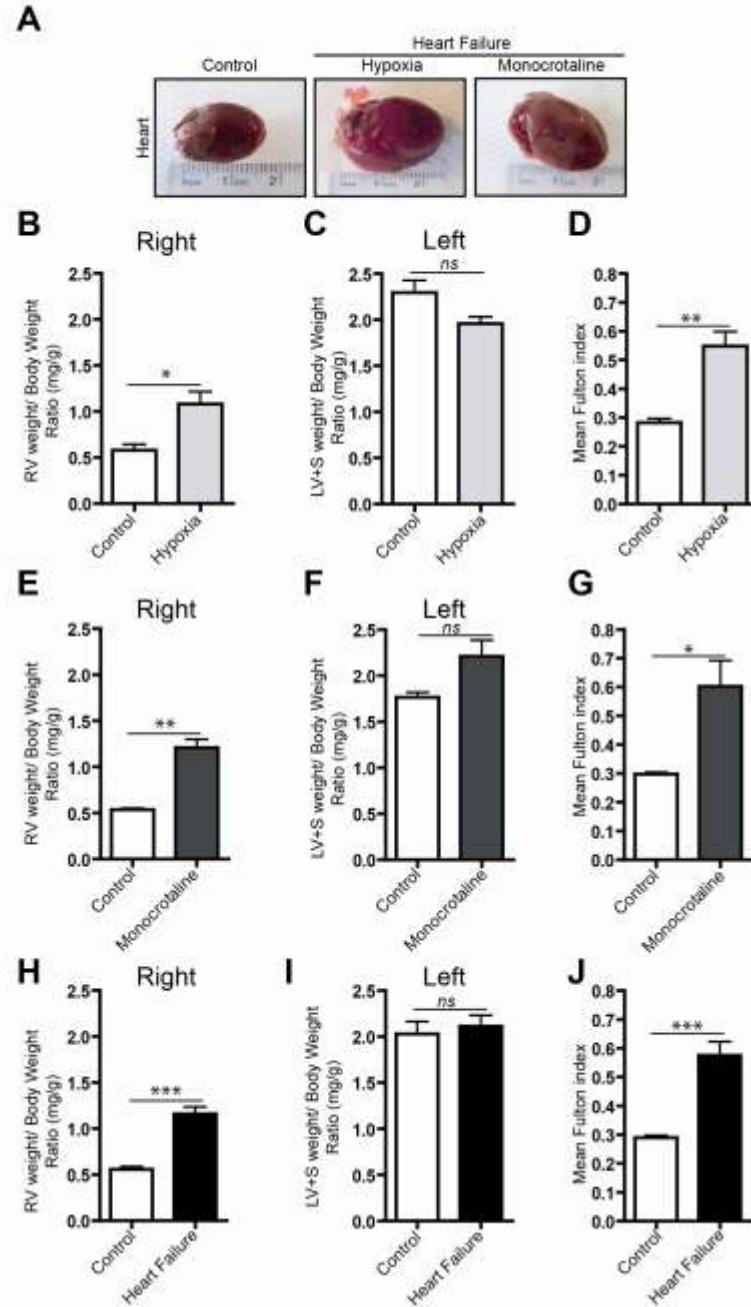 A
Heart Failure
Control Hypoxia Monocrotaline
Heart
B Right
RV weight/ Body Weight
Ratio (mg/g)
2.5
2.0
1.5
1.0
0.5
0.0
*
Control Hypoxia
C Left
LV+S weight/ Body Weight
Ratio (mg/g)
2.5
2.0
1.5
1.0
0.5
0.0
ns
Control Hypoxia
D
Mean Fulton index
0.8
0.7
0.6
0.5
0.4
0.3
0.2
0.1
0.0
**
Control Hypoxia
E Right
RV weight/ Body Weight
Ratio (mg/g)
2.5
2.0
1.5
1.0
0.5
0.0
**
Control Monocrotaline
F Left
LV+S weight/ Body Weight
Ratio (mg/g)
2.5
2.0
1.5
1.0
0.5
0.0
ns
Control Monocrotaline
G
Mean Fulton index
0.8
0.7
0.6
0.5
0.4
0.3
0.2
0.1
0.0
*
Control Monocrotaline
H Right
RV weight/ Body Weight
Ratio (mg/g)
2.5
2.0
1.5
1.0
0.5
0.0
***
Control Heart Failure
I Left
LV+S weight/ Body Weight
Ratio (mg/g)
2.5
2.0
1.5
1.0
0.5
0.0
ns
Control Heart Failure
J
Mean Fulton index
0.8
0.7
0.6
0.5
0.4
0.3
0.2
0.1
0.0
***
Control Heart Failure